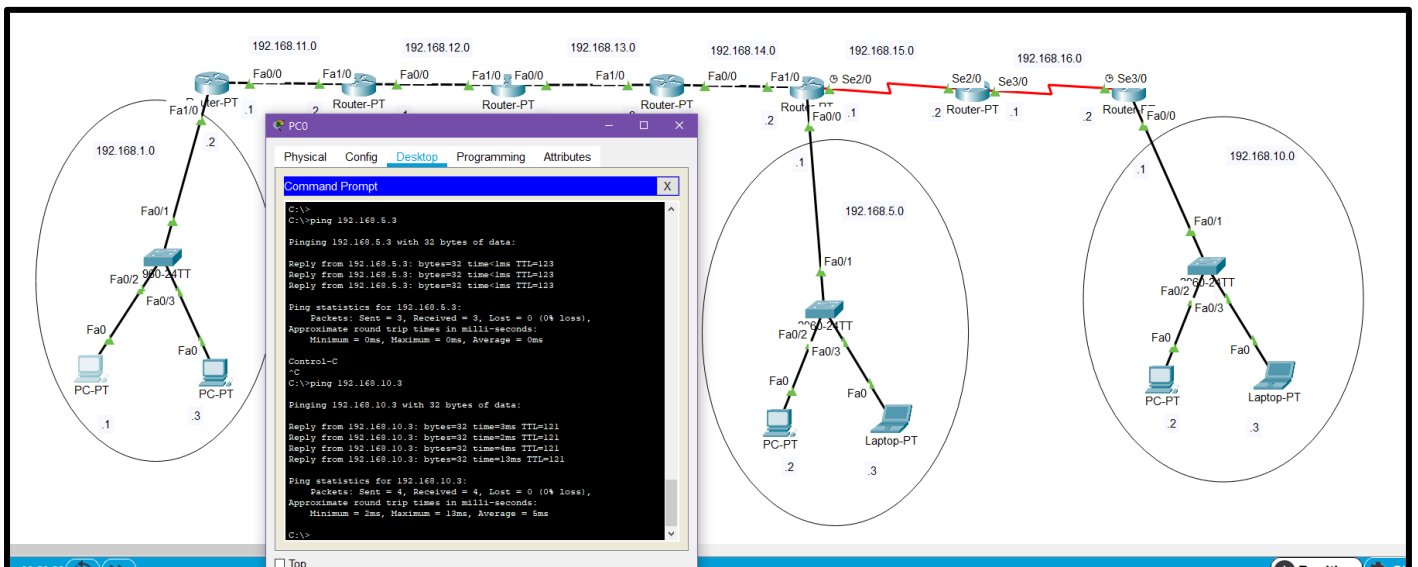 192.168.11.0
192.168.12.0
192.168.13.0
192.168.14.0
192.168.15.0
192.168.16.0
Fa0/0
Fa1/0
Fa0/0
Fa1/0
Fa0/0
Fa1/0
Fa0/0
Fa1/0
Se2/0
Se2/0
Se3/0
Se3/0
Fa1/0
.1
.2
Router-PT
Router-PT
Router-PT
.2
Fa0/0
.1
.2
Router-PT
.1
.2
Fa0/0
192.168.1.0
.2
Fa0/1
Fa0/2
Fa0/3
Fa0
Fa0
PC-PT
PC-PT
.1
.3
PC0
Physical
Config
Desktop
Programming
Attributes
Command Prompt
X
C:\>
C:\>ping 192.168.5.3
Pinging 192.168.5.3 with 32 bytes of data:
Reply from 192.168.5.3: bytes=32 time<1ms TTL=123
Reply from 192.168.5.3: bytes=32 time<1ms TTL=123
Reply from 192.168.5.3: bytes=32 time<1ms TTL=123
Ping statistics for 192.168.5.3:
Packets: Sent = 3, Received = 3, Lost = 0 (0% loss),
Approximate round trip times in milli-seconds:
Minimum = 0ms, Maximum = 0ms, Average = 0ms
Control-C
^C
C:\>ping 192.168.10.3
Pinging 192.168.10.3 with 32 bytes of data:
Reply from 192.168.10.3: bytes=32 time=3ms TTL=121
Reply from 192.168.10.3: bytes=32 time=2ms TTL=121
Reply from 192.168.10.3: bytes=32 time=4ms TTL=121
Reply from 192.168.10.3: bytes=32 time=13ms TTL=121
Ping statistics for 192.168.10.3:
Packets: Sent = 4, Received = 4, Lost = 0 (0% loss),
Approximate round trip times in milli-seconds:
Minimum = 2ms, Maximum = 13ms, Average = 5ms
C:\>
Top
.1
192.168.5.0
Fa0/1
Fa0/2
Fa0/3
Fa0
Fa0
PC-PT
Laptop-PT
.2
.3
192.168.10.0
.1
Fa0/1
Fa0/2
Fa0/3
Fa0
Fa0
PC-PT
Laptop-PT
.2
.3